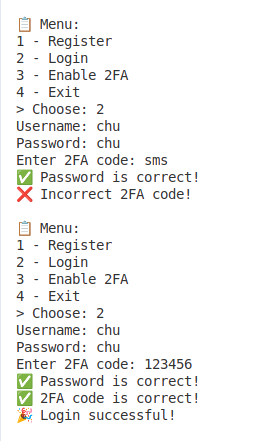 📋 Menu:
1 - Register
2 - Login
3 - Enable 2FA
4 - Exit
> Choose: 2
Username: chu
Password: chu
Enter 2FA code: sms
✅ Password is correct!
❌ Incorrect 2FA code!
📋 Menu:
1 - Register
2 - Login
3 - Enable 2FA
4 - Exit
> Choose: 2
Username: chu
Password: chu
Enter 2FA code: 123456
✅ Password is correct!
✅ 2FA code is correct!
🎉 Login successful!